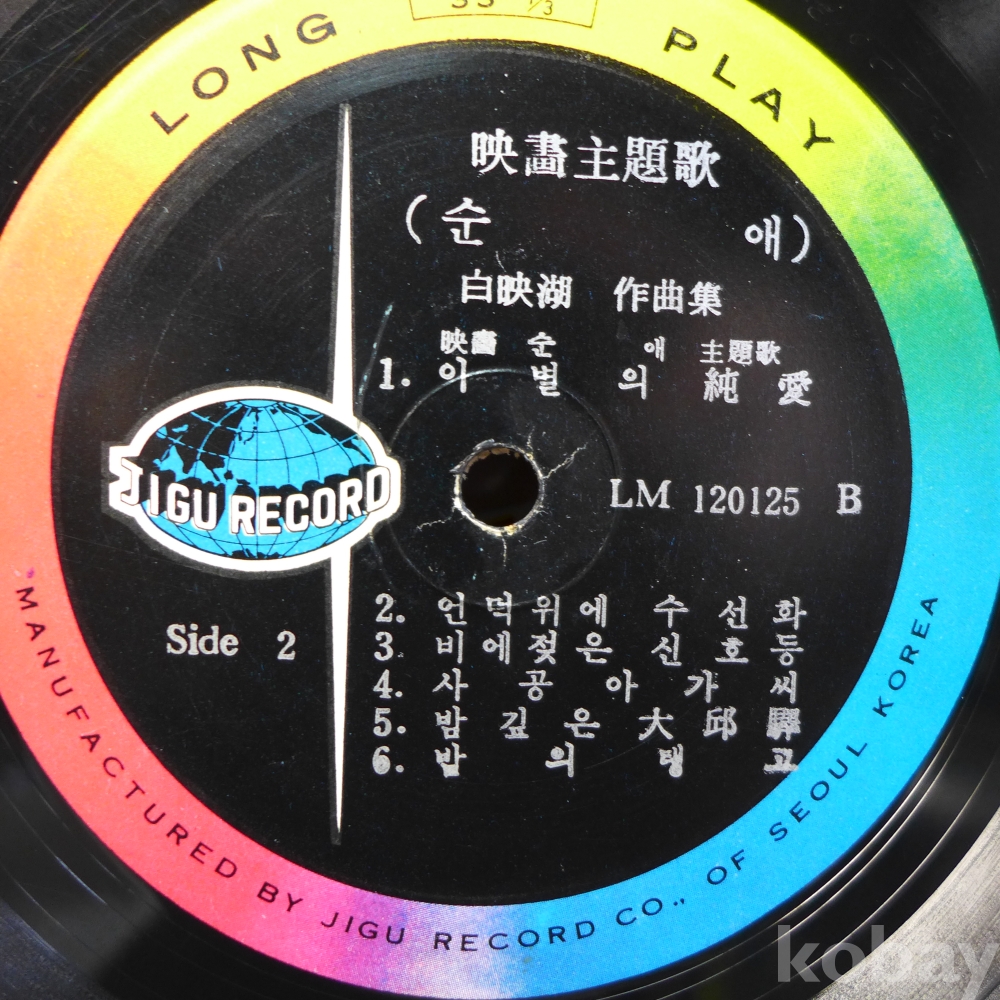 33 1/3
LONG PLAY
映畵主題歌
(순 애)
白映湖 作曲集
映畵 순 애 主題歌
1. 이 별 의 純 愛
JIGU RECORD
LM 120125 B
Side 2
2. 언덕위에 수 선 화
3. 비에젖은 신 호 등
4. 사 공 아 가 씨
5. 밤 깊 은 大 邱 驛
6. 밤 의 탱 고
MANUFACTURED BY JIGU RECORD CO., OF SEOUL KOREA
kobay